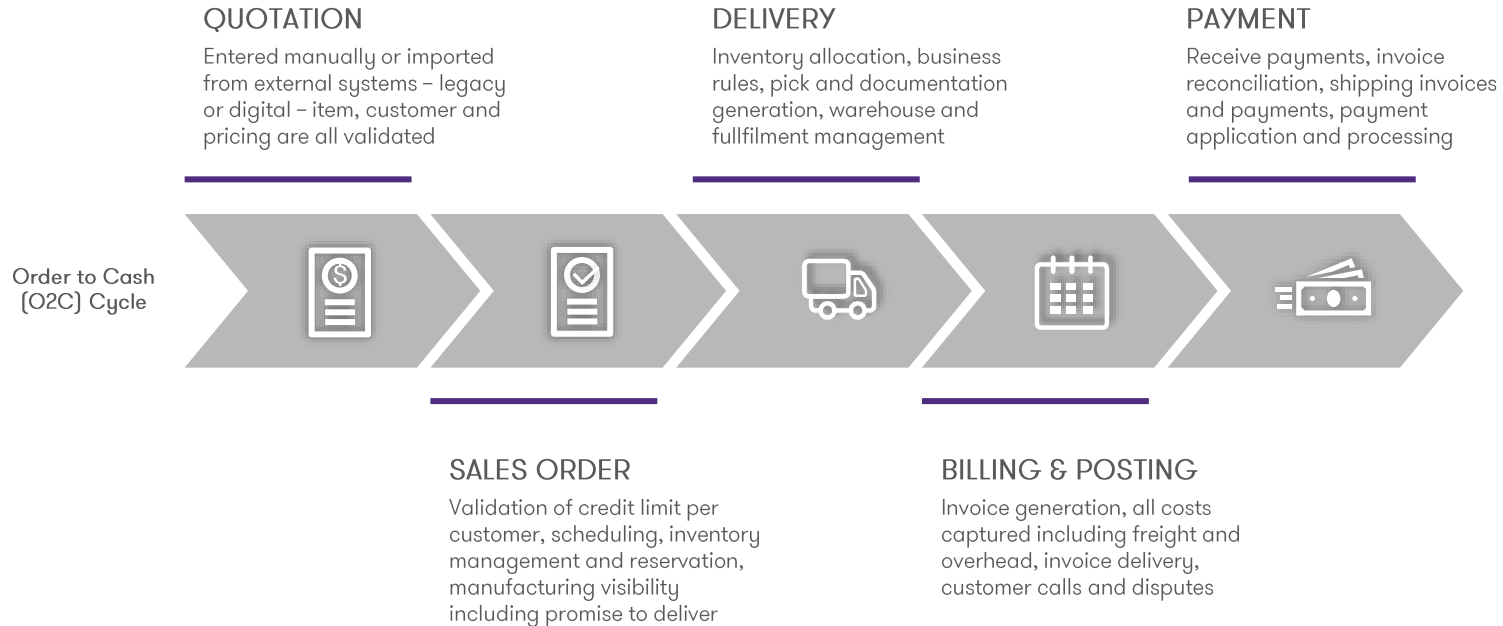 QUOTATION
Entered manually or imported
from external systems – legacy
or digital – item, customer and
pricing are all validated
DELIVERY
Inventory allocation, business
rules, pick and documentation
generation, warehouse and
fullfilment management
PAYMENT
Receive payments, invoice
reconciliation, shipping invoices
and payments, payment
application and processing
Order to Cash
(O2C) Cycle
$
SALES ORDER
Validation of credit limit per
customer, scheduling, inventory
management and reservation,
manufacturing visibility
including promise to deliver
BILLING & POSTING
Invoice generation, all costs
captured including freight and
overhead, invoice delivery,
customer calls and disputes